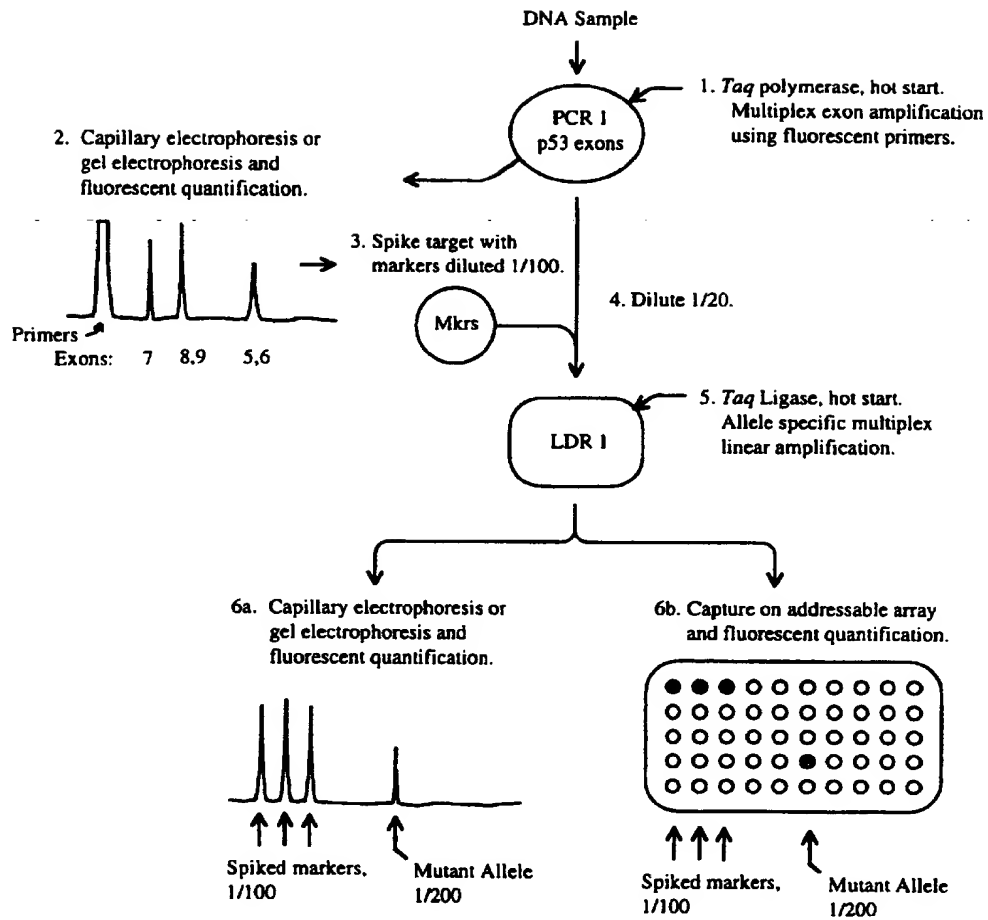 DNA Sample
PCR 1
p53 exons
1. Taq polymerase, hot start.
Multiplex exon amplification
using fluorescent primers.
2. Capillary electrophoresis or
gel electrophoresis and
fluorescent quantification.
Primers
Exons: 7 8,9 5,6
3. Spike target with
markers diluted 1/100.
Mkrs
4. Dilute 1/20.
LDR 1
5. Taq Ligase, hot start.
Allele specific multiplex
linear amplification.
6a. Capillary electrophoresis or
gel electrophoresis and
fluorescent quantification.
Spiked markers,
1/100
Mutant Allele
1/200
6b. Capture on addressable array
and fluorescent quantification.
Spiked markers,
1/100
Mutant Allele
1/200